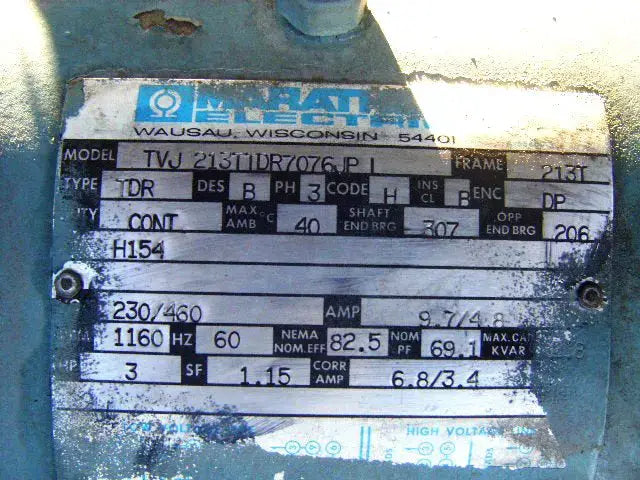 ELECTRIC
WAUSAU, WISCONSIN 54401
MODEL TVJ 213T1DR7076JP L FRAME 213T
TYPE TDR DES B PH 3 CODE H INS CL B ENC DP
CONT MAX AMB °C 40 SHAFT END BRG 307 OPP END BRG 206
H154
230/460 AMP 9.7/4.8
1160 HZ 60 NEMA NOM.EFF 82.5 NOM PF 69.1 KVAR
HP 3 SF 1.15 CORR AMP 6.8/3.4
HIGH VOLTAGE